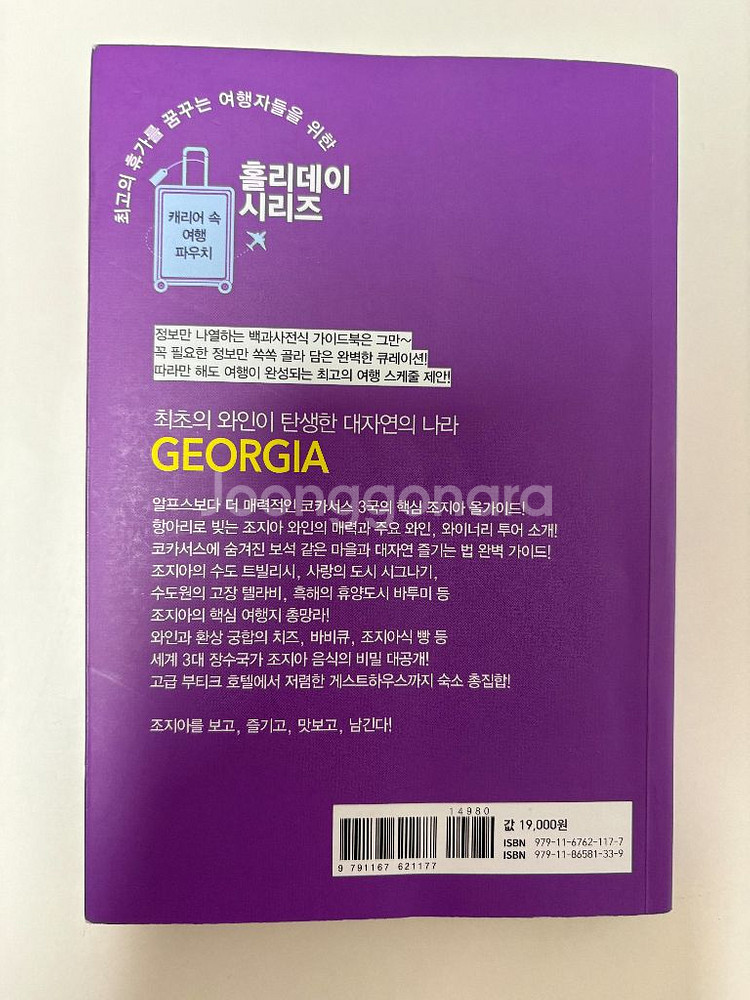 최고의 휴가를 꿈꾸는 여행자들을 위한
홀리데이
시리즈
캐리어 속
여행
파우치
정보만 나열하는 백과사전식 가이드북은 그만~
꼭 필요한 정보만 쏙쏙 골라 담은 완벽한 큐레이션!
따라만 해도 여행이 완성되는 최고의 여행 스케줄 제안!
최초의 와인이 탄생한 대자연의 나라
GEORGIA
알프스보다 더 매력적인 코카서스 3국의 핵심 조지아 올가이드!
joonggonara
항아리로 빚는 조지아 와인의 매력과 주요 와인, 와이너리 투어 소개!
코카서스에 숨겨진 보석 같은 마을과 대자연 즐기는 법 완벽 가이드!
조지아의 수도 트빌리시, 사랑의 도시 시그나기,
수도원의 고장 텔라비, 흑해의 휴양도시 바투미 등
조지아의 핵심 여행지 총망라!
와인과 환상 궁합의 치즈, 바비큐, 조지아식 빵 등
세계 3대 장수국가 조지아 음식의 비밀 대공개!
고급 부티크 호텔에서 저렴한 게스트하우스까지 숙소 총집합!
조지아를 보고, 즐기고, 맛보고, 남긴다!
14980
값 19,000원
ISBN 979-11-6762-117-7
ISBN 979-11-86581-33-9
9 791167 621177